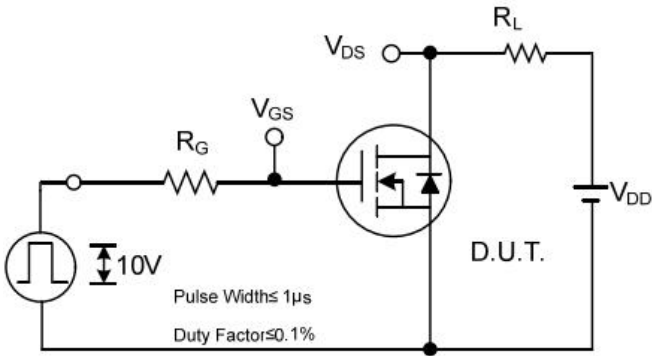 R_L
V_DS
V_GS
R_G
V_DD
10V
D.U.T.
Pulse Width≤ 1μs
Duty Factor≤0.1%